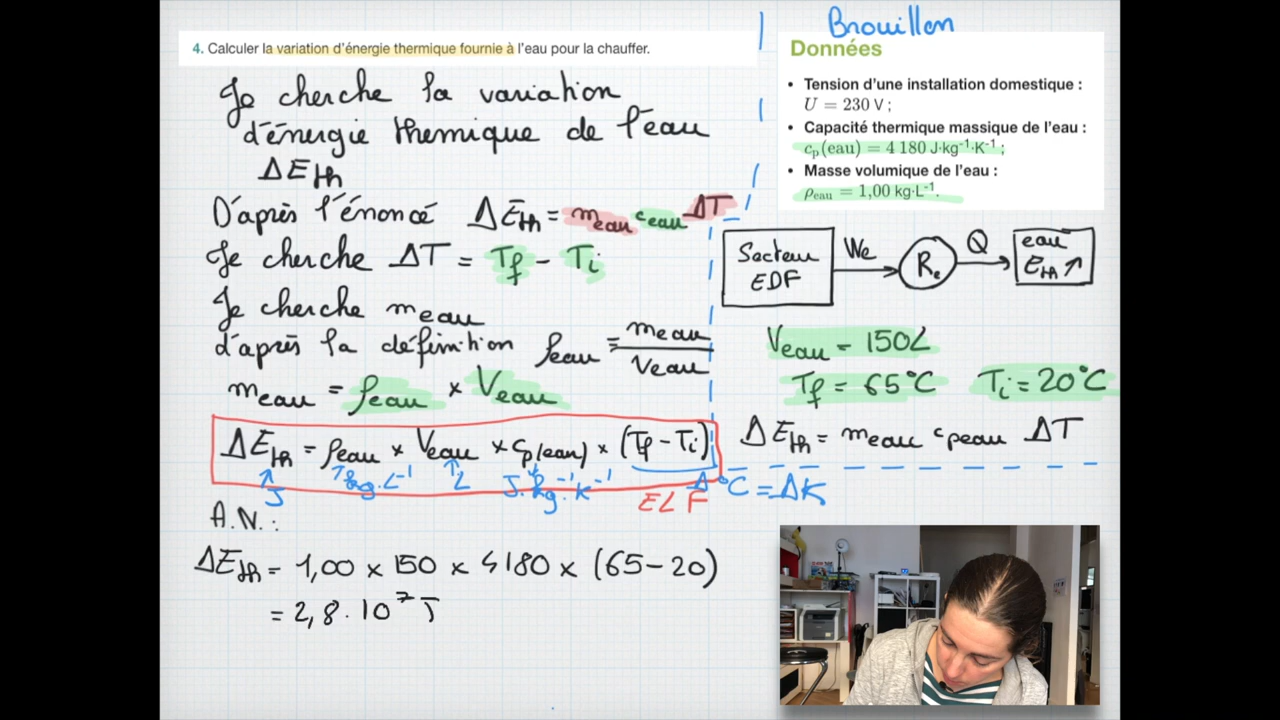 4. Calculer la variation d'énergie thermique fournie à l'eau pour la chauffer.
Je cherche la variation
d'énergie themique de l'eau
ΔEth
D'après l'énoncé ΔEth = meau ceau ΔT
Je cherche ΔT = Tf - Ti
Je cherche meau
d'après la définition ρeau = meau / Veau
meau = ρeau × Veau
ΔEth = ρeau × Veau × cp(eau) × (Tf - Ti)
J kg.L⁻¹ L J.kg⁻¹.K⁻¹ Δ°C = ΔK
ELF
A.N.:
ΔEth = 1,00 × 150 × 4180 × (65 - 20)
= 2,8.10⁷ J
Brouillon
Données
• Tension d'une installation domestique :
U = 230 V ;
• Capacité thermique massique de l'eau :
cp(eau) = 4 180 J·kg⁻¹·K⁻¹ ;
• Masse volumique de l'eau :
ρeau = 1,00 kg·L⁻¹.
Secteur EDF We Re Q eau Eth ↗
Veau = 150L
Tf = 65°C Ti = 20°C
ΔEth = meau cpeau ΔT